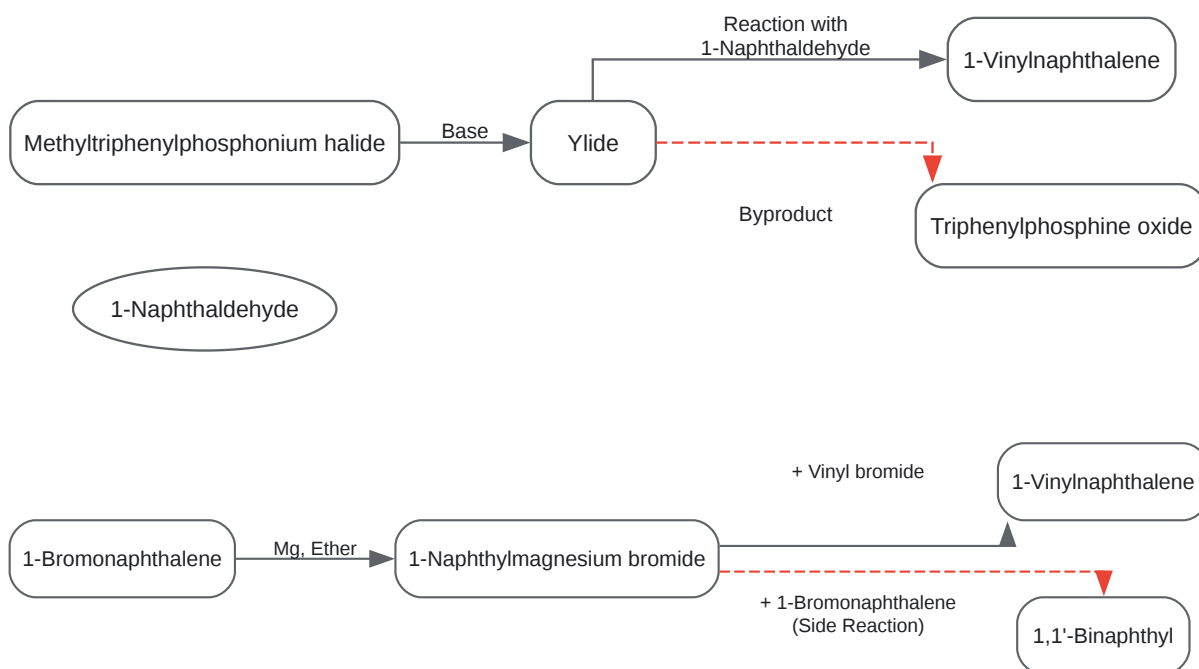 Reaction with
1-Naphthaldehyde
1-Vinylnaphthalene
Methyltriphenylphosphonium halide
Base
Ylide
Byproduct
Triphenylphosphine oxide
1-Naphthaldehyde
+ Vinyl bromide
1-Vinylnaphthalene
1-Bromonaphthalene
Mg, Ether
1-Naphthylmagnesium bromide
+ 1-Bromonaphthalene
(Side Reaction)
1,1'-Binaphthyl